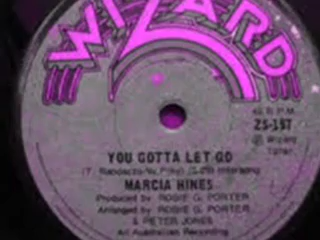 WIZARD
45 R.P.M.
ZS-157
YOU GOTTA LET GO
MARCIA HINES
Produced by ROBIE G. PORTER
Arranged by ROBIE G. PORTER
& PETER JONES
An Australian Recording